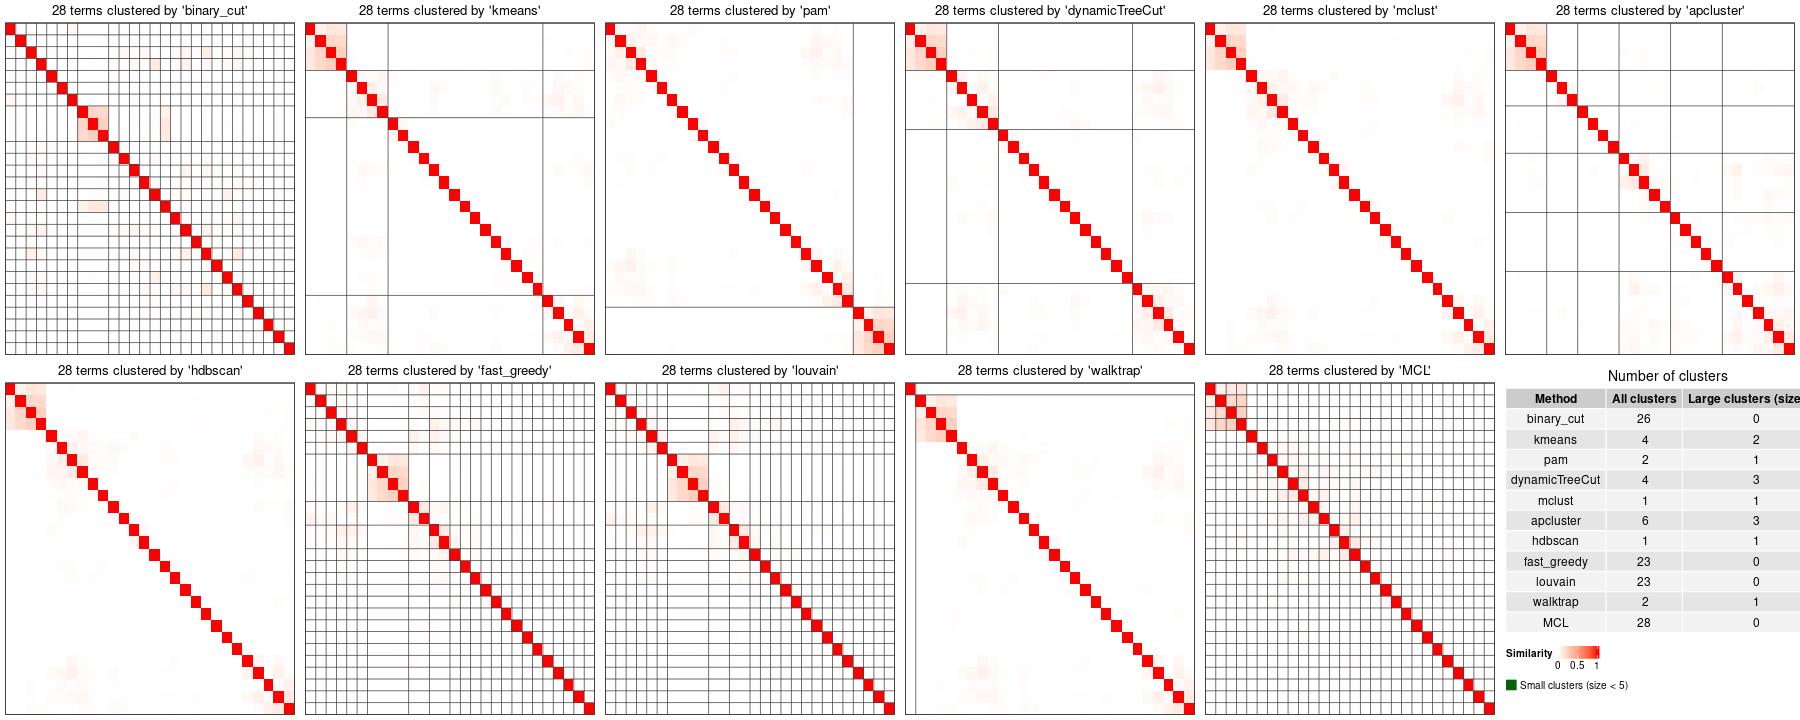 28 terms clustered by 'binary_cut'
28 terms clustered by 'kmeans'
28 terms clustered by 'pam'
28 terms clustered by 'dynamicTreeCut'
28 terms clustered by 'mclust'
28 terms clustered by 'apcluster'
28 terms clustered by 'hdbscan'
28 terms clustered by 'fast_greedy'
28 terms clustered by 'louvain'
28 terms clustered by 'walktrap'
28 terms clustered by 'MCL'
Number of clusters
Method All clusters Large clusters (size
binary_cut 26 0
kmeans 4 2
pam 2 1
dynamicTreeCut 4 3
mclust 1 1
apcluster 6 3
hdbscan 1 1
fast_greedy 23 0
louvain 23 0
walktrap 2 1
MCL 28 0
Similarity
0 0.5 1
Small clusters (size < 5)